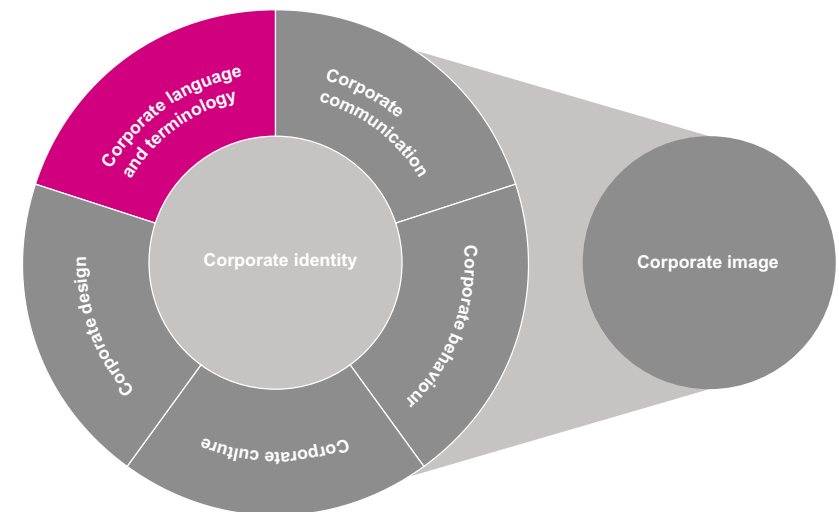 Corporate language
and terminology
Corporate
communication
Corporate identity
Corporate image
Corporate design
Corporate behaviour
Corporate culture